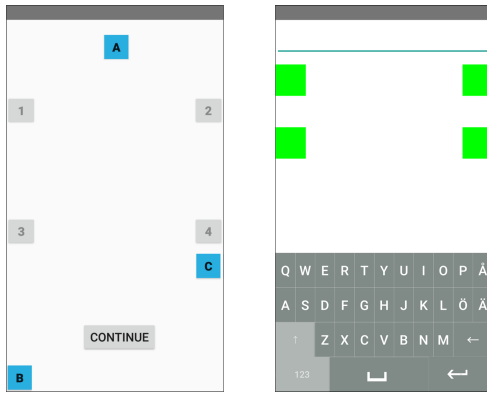 A
1 2
3 4
C
CONTINUE
B
Q W E R T Y U I O P Å
A S D F G H J K L Ö Ä
↑ Z X C V B N M ←
123